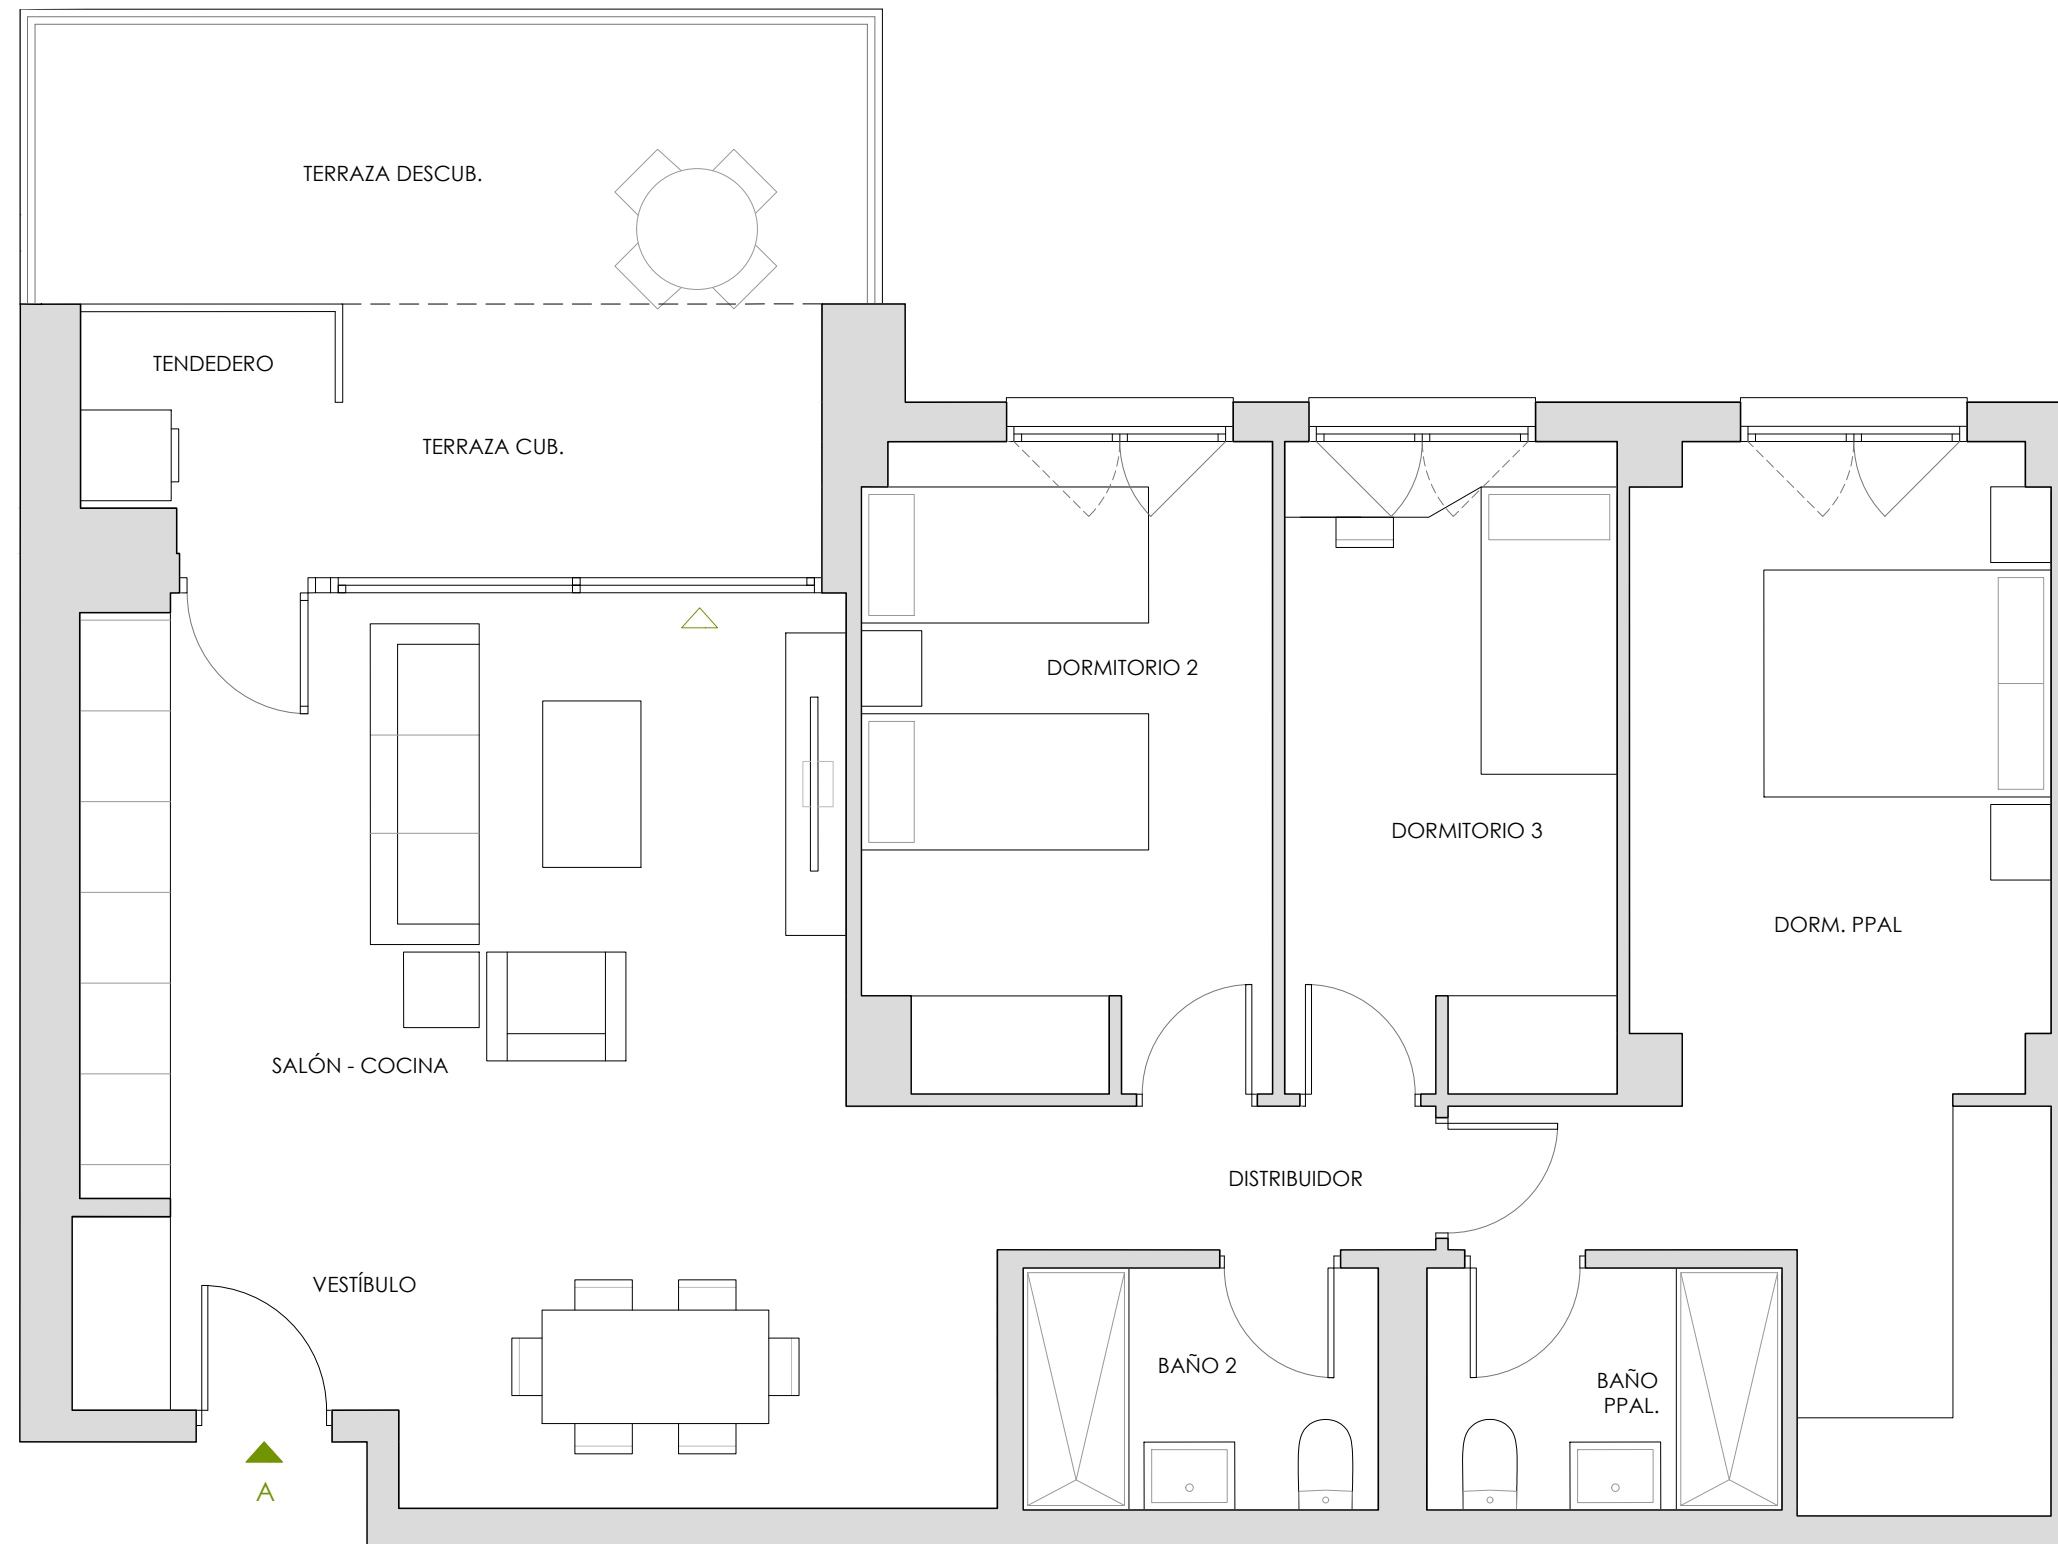 TERRAZA DESCUB.
TENDEDERO
TERRAZA CUB.
DORMITORIO 2
DORMITORIO 3
DORM. PPAL
SALÓN - COCINA
DISTRIBUIDOR
VESTÍBULO
BAÑO 2
BAÑO
PPAL.
A